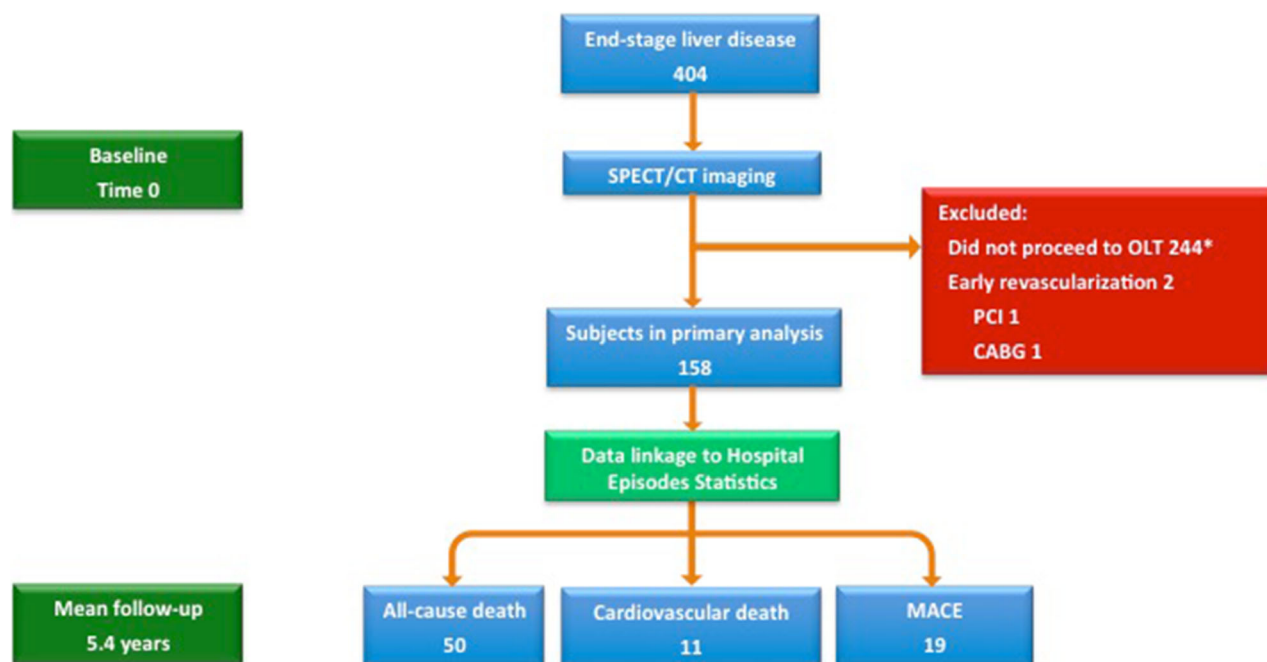 End-stage liver disease
404
Baseline
Time 0
SPECT/CT imaging
Excluded:
Did not proceed to OLT 244*
Early revascularization 2
PCI 1
CABG 1
Subjects in primary analysis
158
Data linkage to Hospital
Episodes Statistics
Mean follow-up
5.4 years
All-cause death
50
Cardiovascular death
11
MACE
19